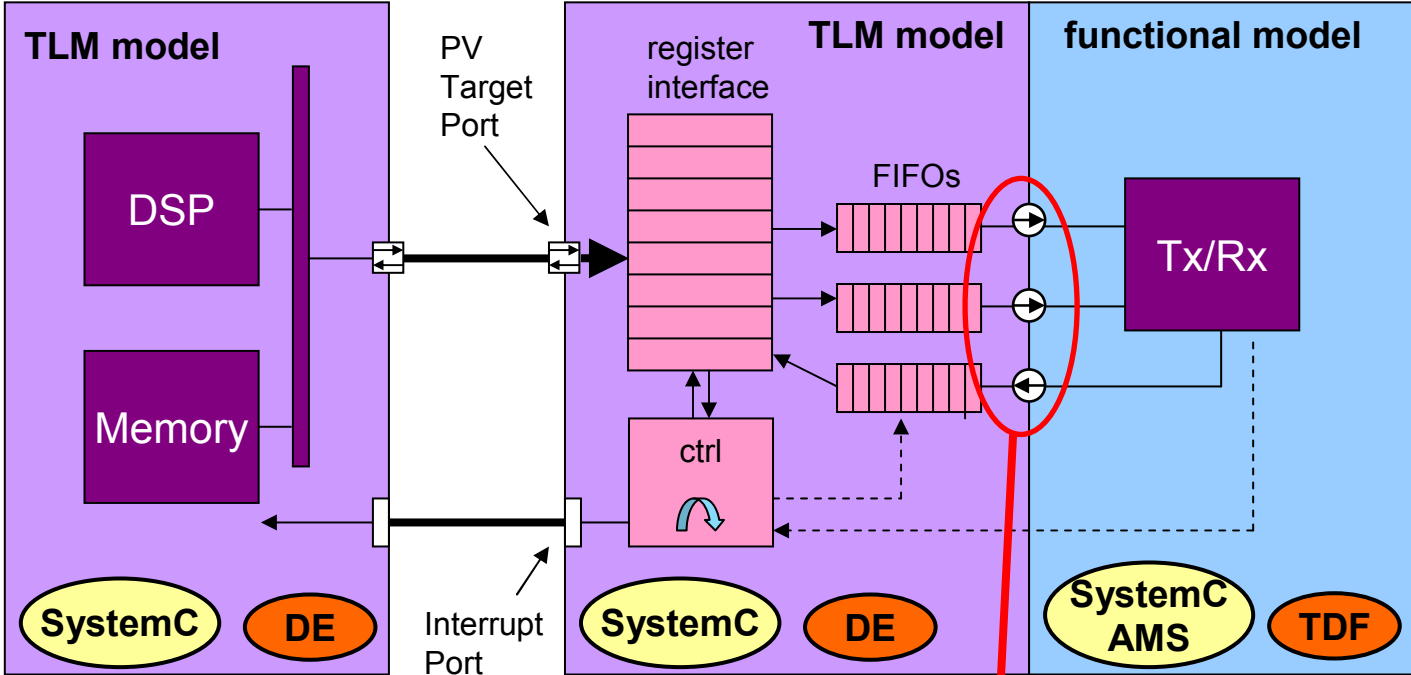 TLM model
DSP
Memory
SystemC
DE
PV
Target
Port
Interrupt
Port
TLM model
register
interface
FIFOs
ctrl
SystemC
DE
functional model
Tx/Rx
SystemC
AMS
TDF